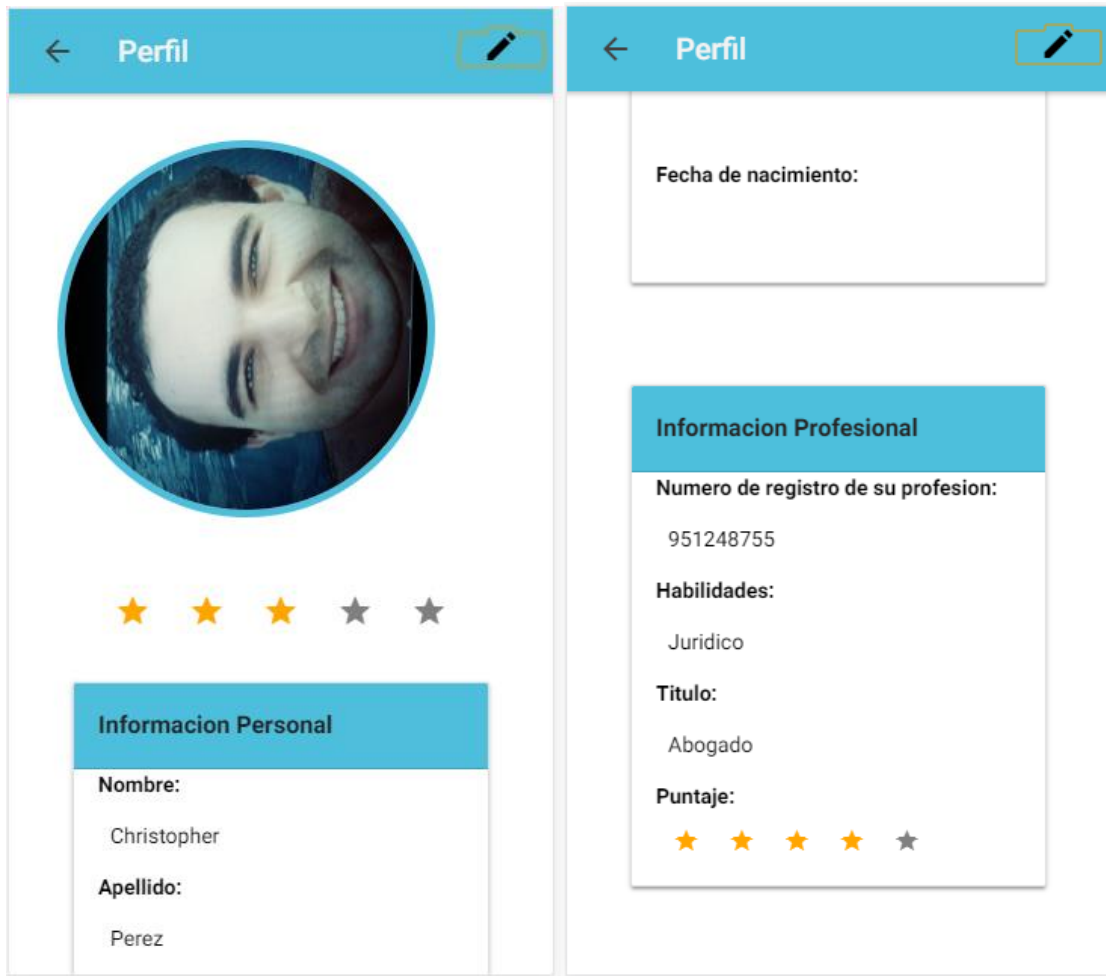 Perfil
Informacion Personal
Nombre:
Christopher
Apellido:
Perez
Perfil
Fecha de nacimiento:
Informacion Profesional
Numero de registro de su profesion:
951248755
Habilidades:
Juridico
Titulo:
Abogado
Puntaje: